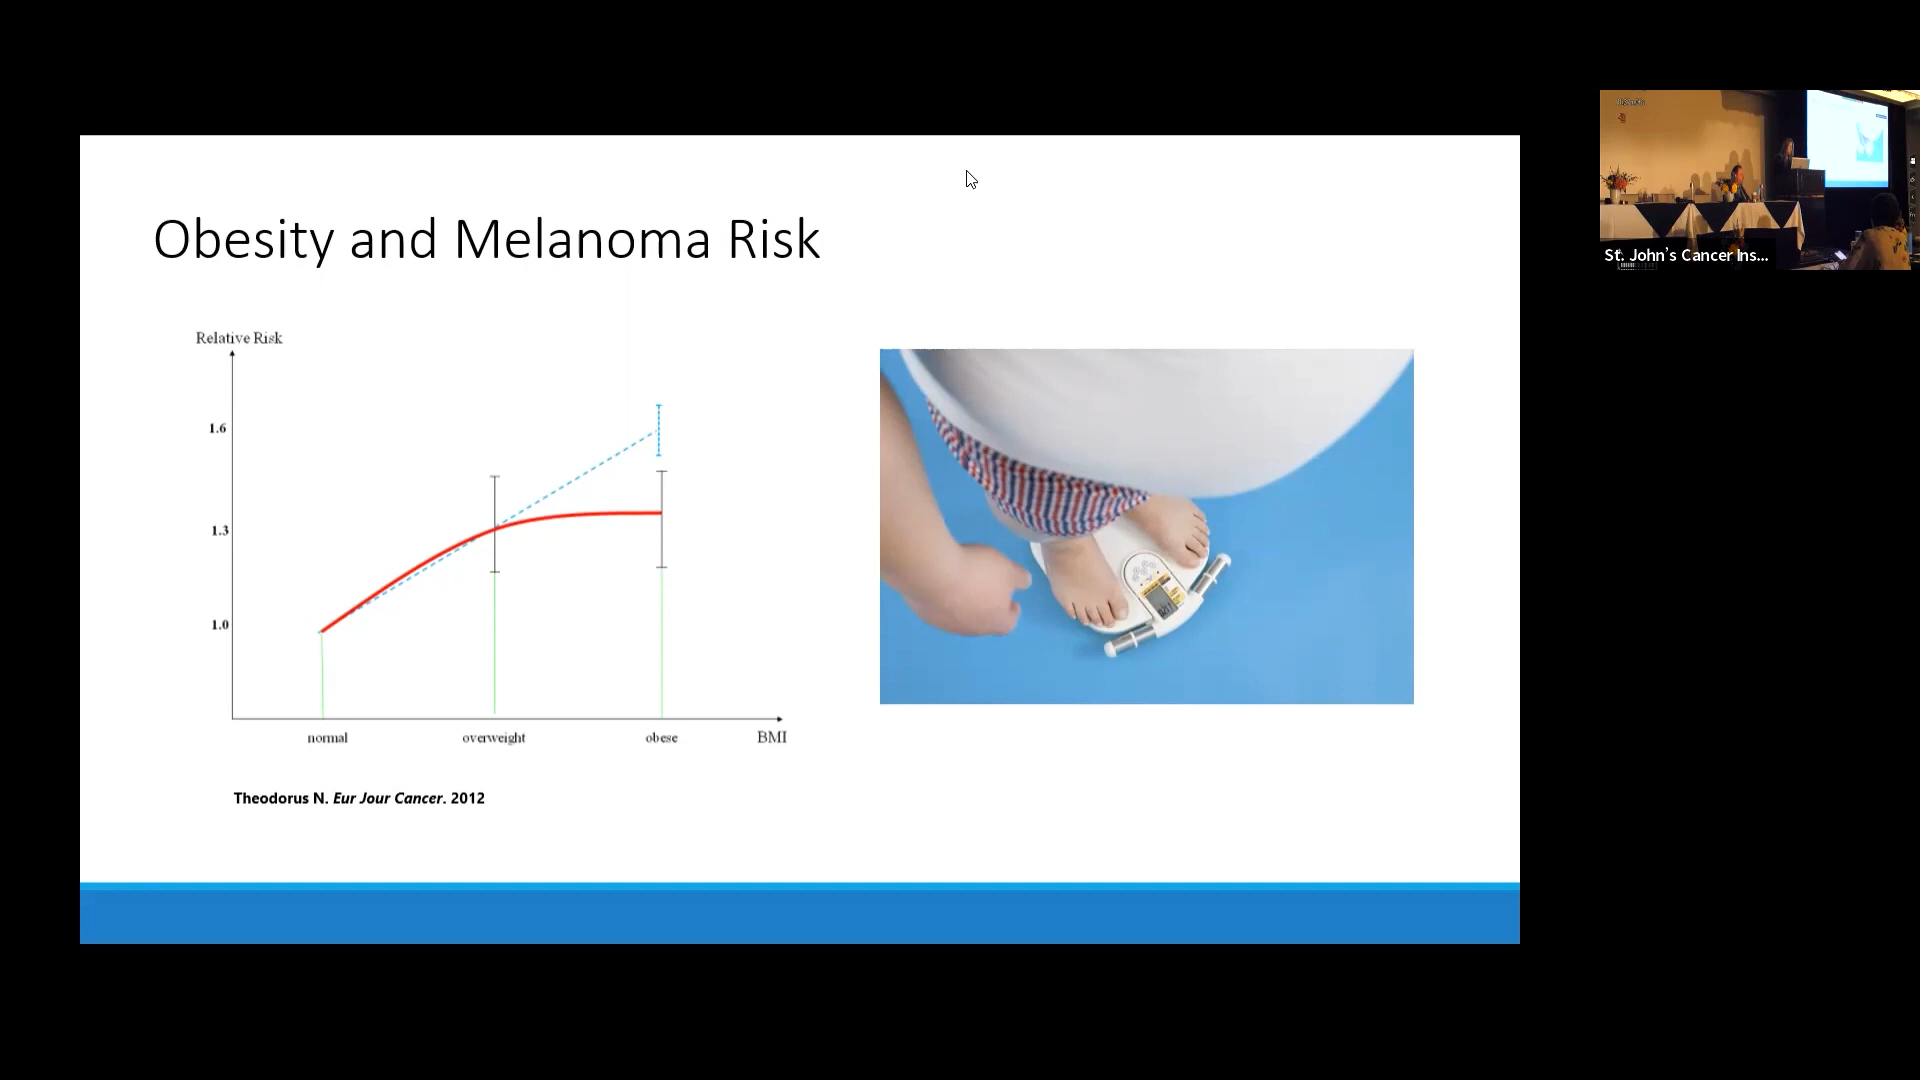 Obesity and Melanoma Risk
Relative Risk
1.6
1.3
1.0
normal overweight obese BMI
Theodorus N. Eur Jour Cancer. 2012
St. John's Cancer Ins...